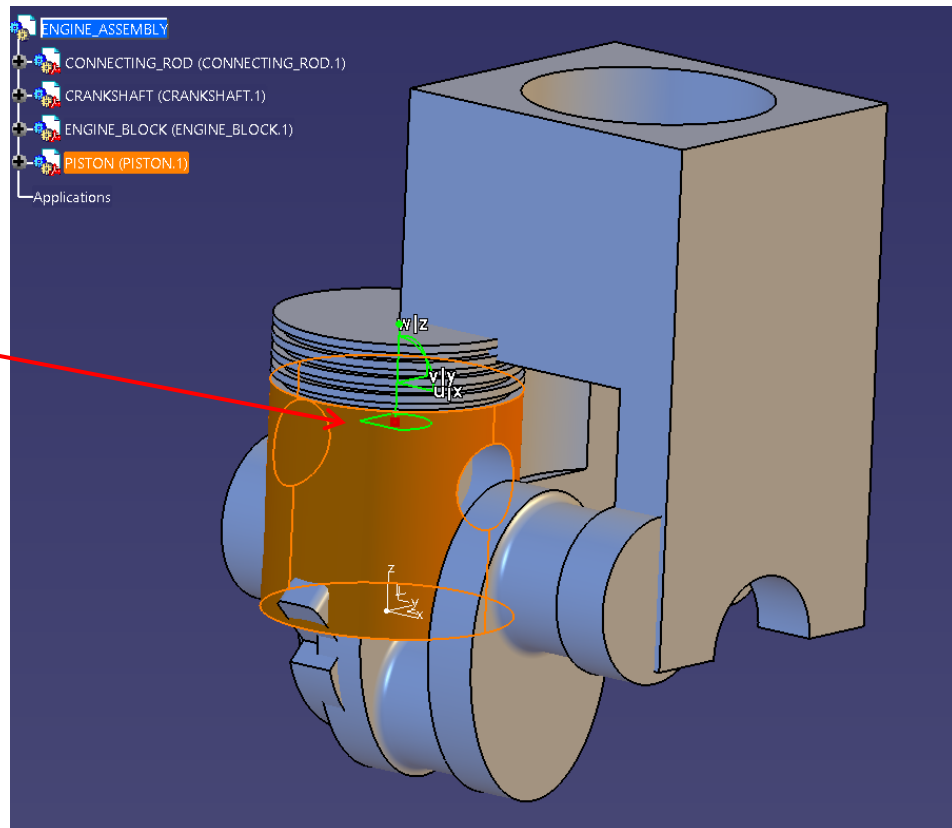 ENGINE_ASSEMBLY
CONNECTING_ROD (CONNECTING_ROD.1)
CRANKSHAFT (CRANKSHAFT.1)
ENGINE_BLOCK (ENGINE_BLOCK.1)
PISTON (PISTON.1)
Applications
w|z
v|y
u|x
z
y
x